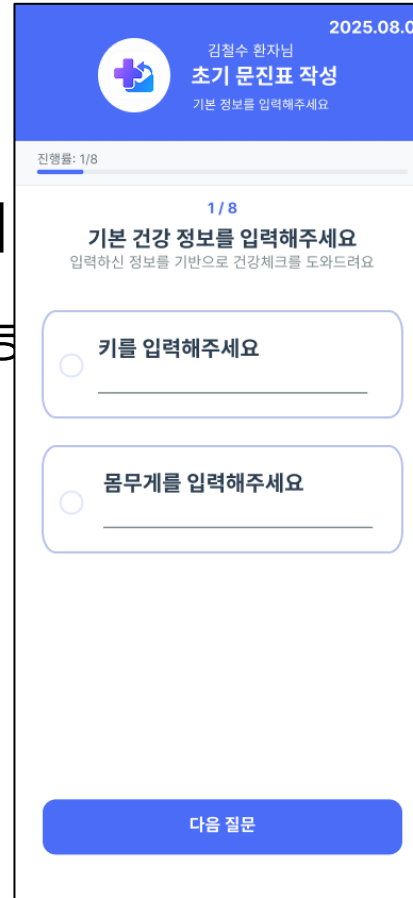 2025.08.0
김철수 환자님
초기 문진표 작성
기본 정보를 입력해주세요
진행률: 1/8
1 / 8
기본 건강 정보를 입력해주세요
입력하신 정보를 기반으로 건강체크를 도와드려요
키를 입력해주세요
몸무게를 입력해주세요
다음 질문